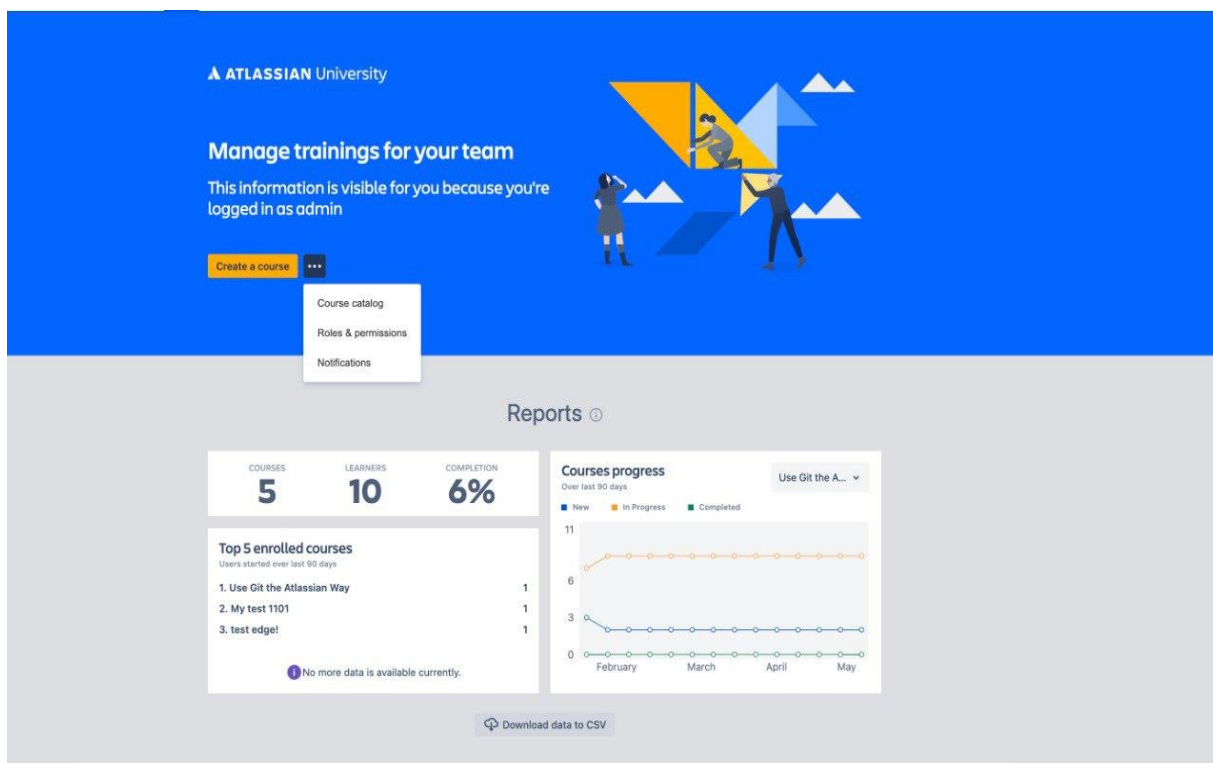 ATLASSIAN University
Manage trainings for your team
This information is visible for you because you're
logged in as admin
Create a course
Course catalog
Roles & permissions
Notifications
Reports
COURSES LEARNERS COMPLETION
5 10 6%
Top 5 enrolled courses
Users started over last 90 days
1. Use Git the Atlassian Way 1
2. My test 1101 1
3. test edge! 1
No more data is available currently.
Courses progress
Over last 90 days
Use Git the A...
New In Progress Completed
11
6
3
0
February March April May
Download data to CSV